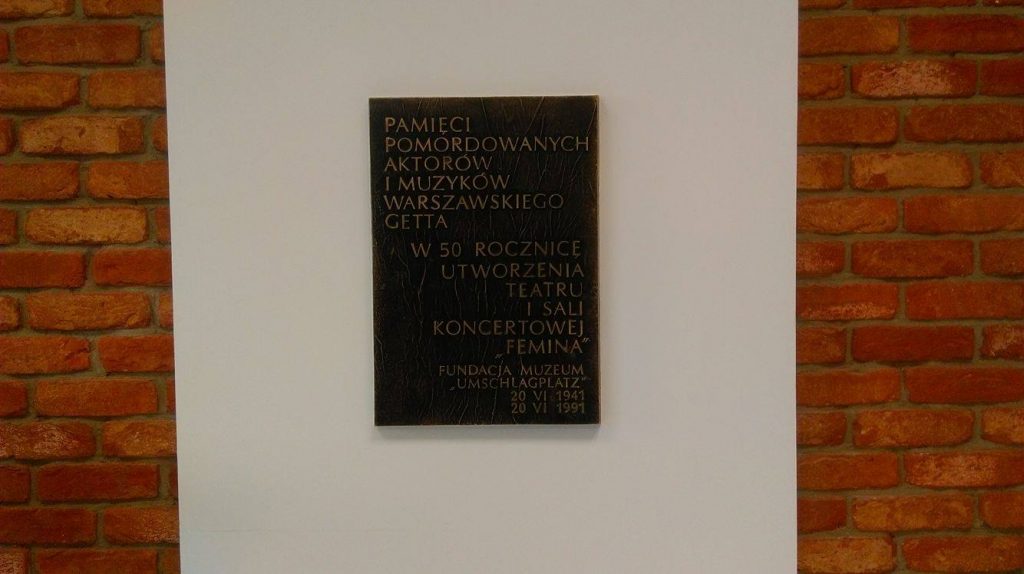 PAMIĘCI
POMORDOWANYCH
AKTORÓW
I MUZYKÓW
WARSZAWSKIEGO
GETTA
W 50 ROCZNICĘ
UTWORZENIA
TEATRU
I SALI
KONCERTOWEJ
„FEMINA”
FUNDACJA MUZEUM
„UMSCHLAGPLATZ”
20 VI 1941
20 VI 1991